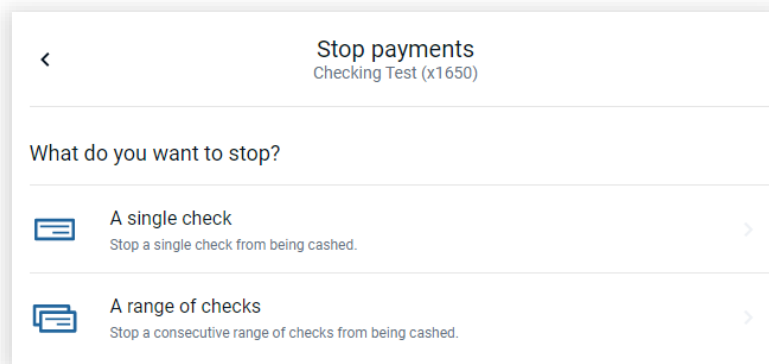 Stop payments
Checking Test (x1650)
What do you want to stop?
A single check
Stop a single check from being cashed.
A range of checks
Stop a consecutive range of checks from being cashed.